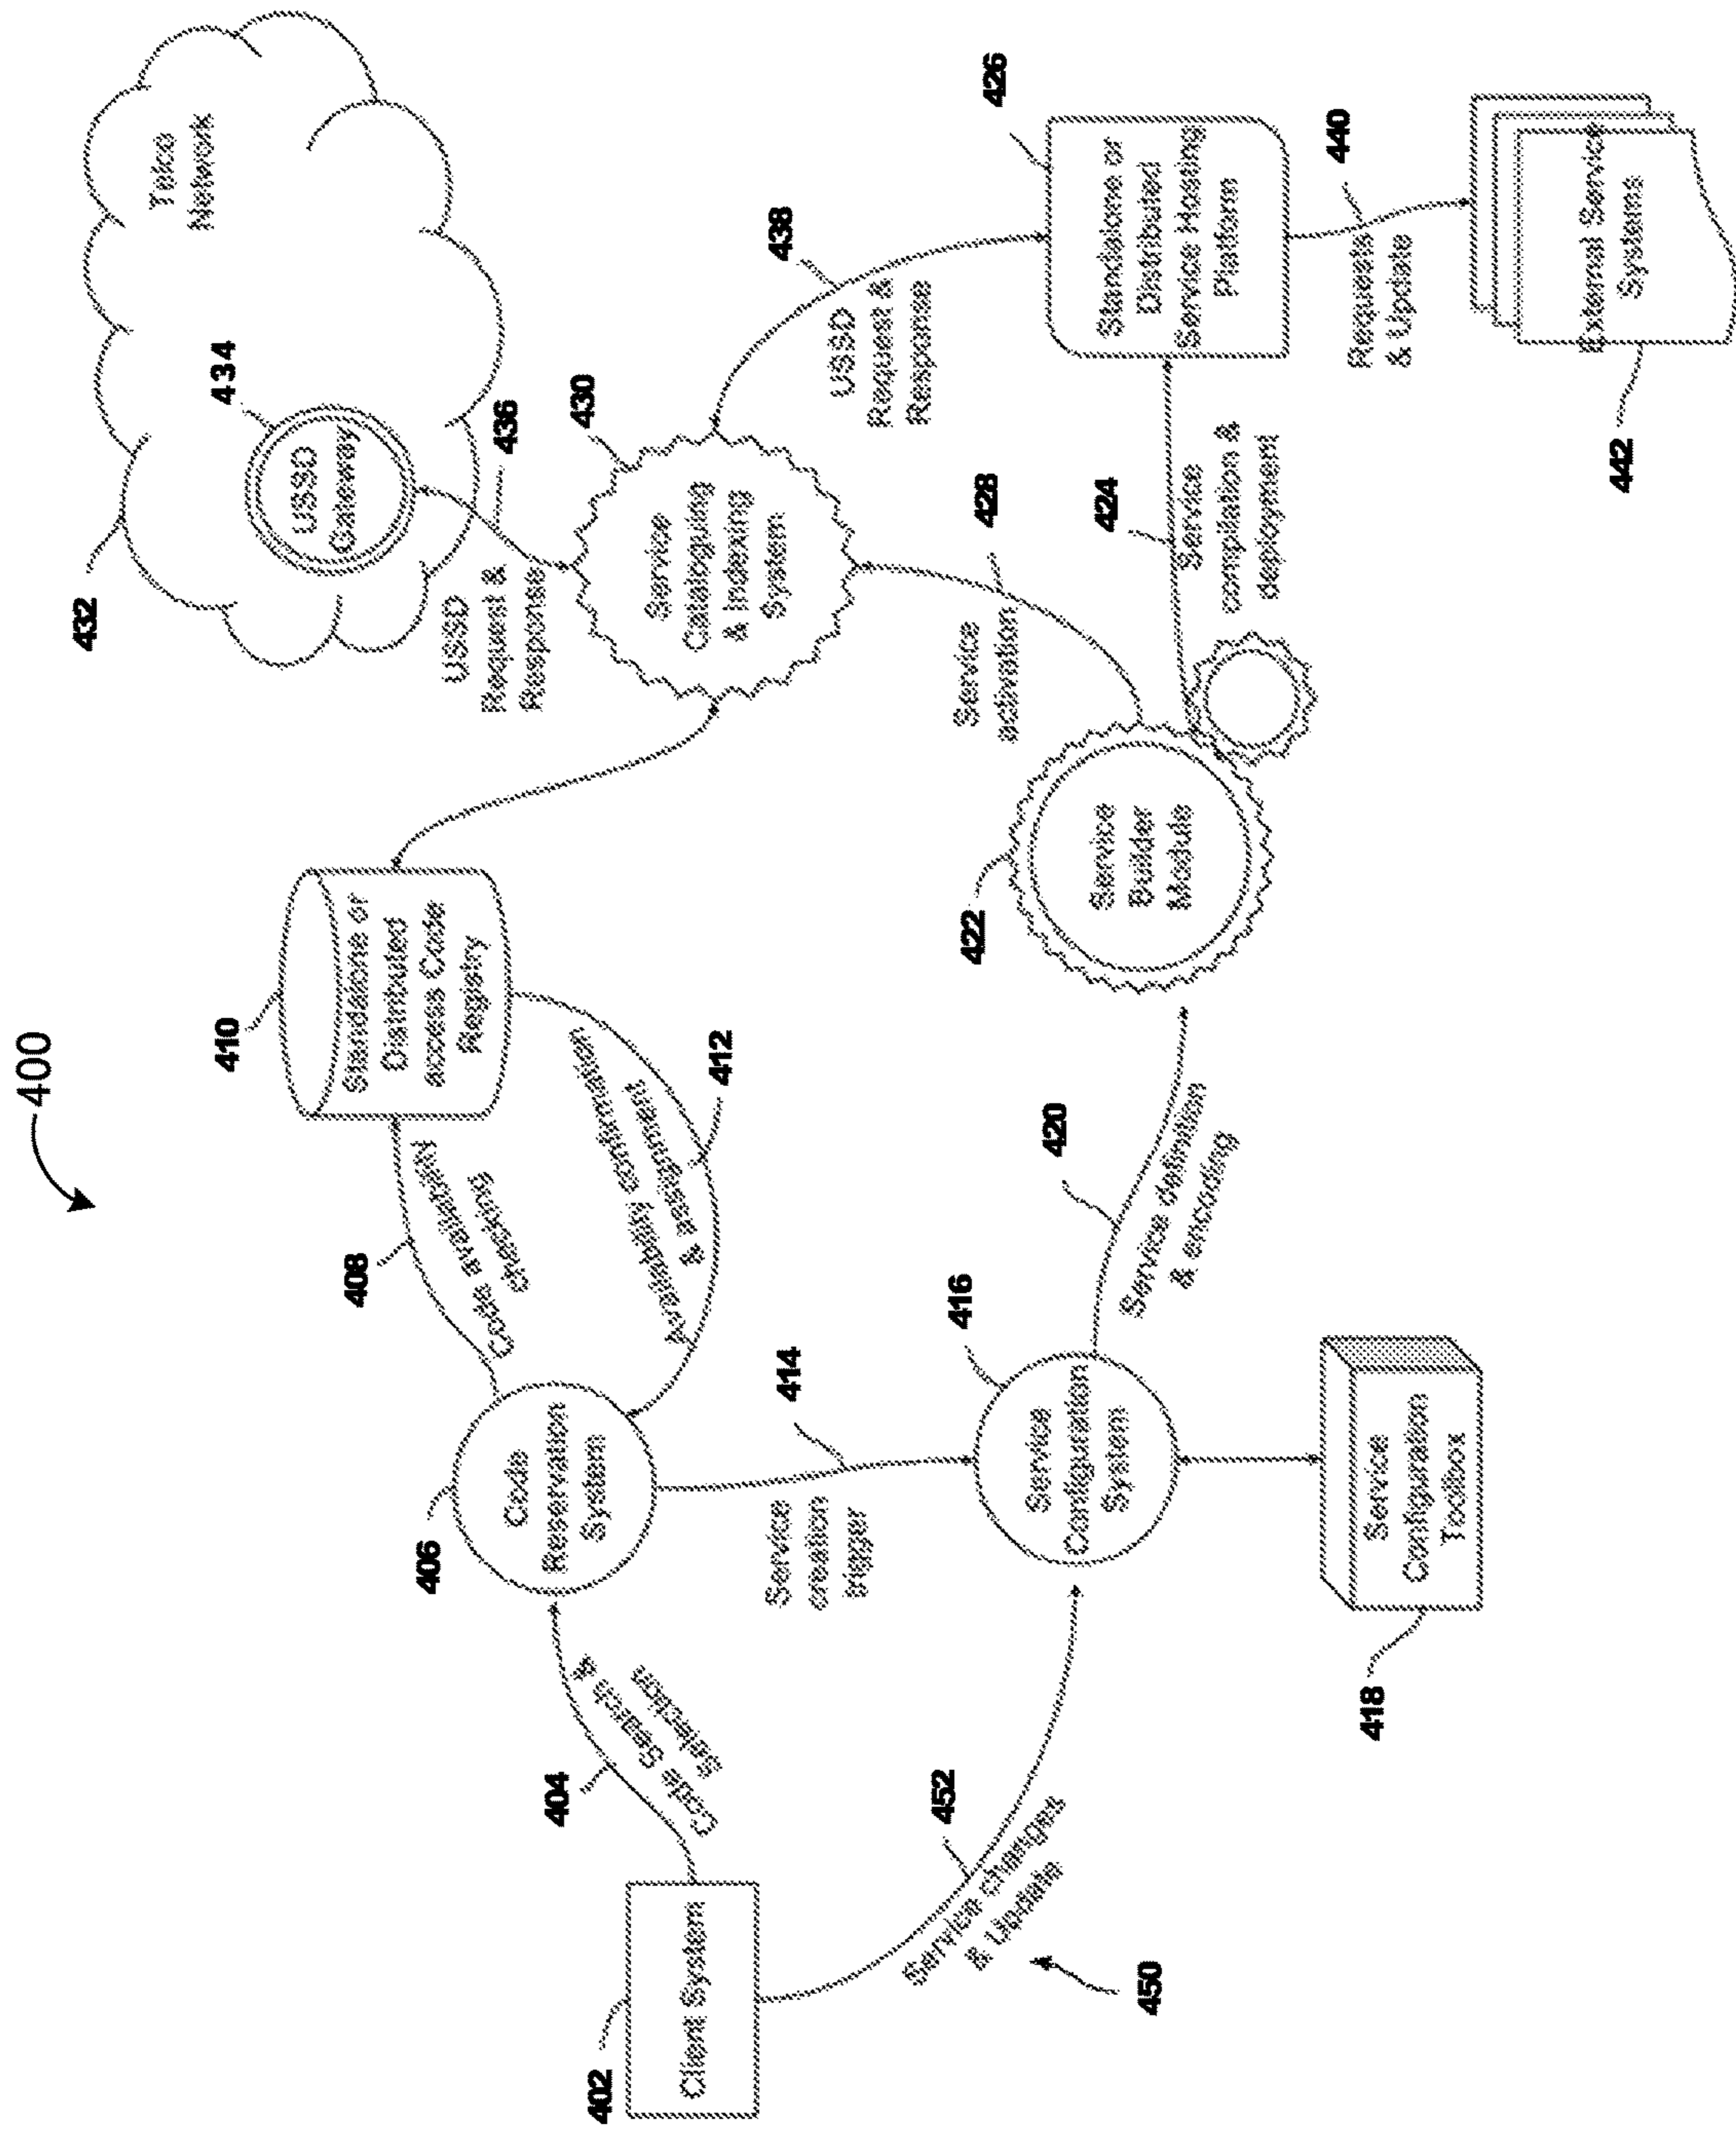 400
432
Telco
Network
434
USSD
Gateway
436
USSD
Request &
Response
410
Standalone or
Distributed
access Code
Registry
408
Code availability
checking
Availability confirmation
& assignment
412
406
Code
Reservation
System
404
Code Search &
Selection
402
Client System
430
Service
Cataloguing
& Indexing
System
438
USSD
Request &
Response
414
Service
creation
trigger
428
Service
activation
452
Service changes
& Update
450
416
Service
Configuration
System
420
Service definition
& encoding
422
Service
Builder
Module
424
Service
compilation &
deployment
426
Standalone or
Distributed
Service Hosting
Platform
440
Requests
& Update
418
Service
Configuration
Toolbox
442
External Service
Systems